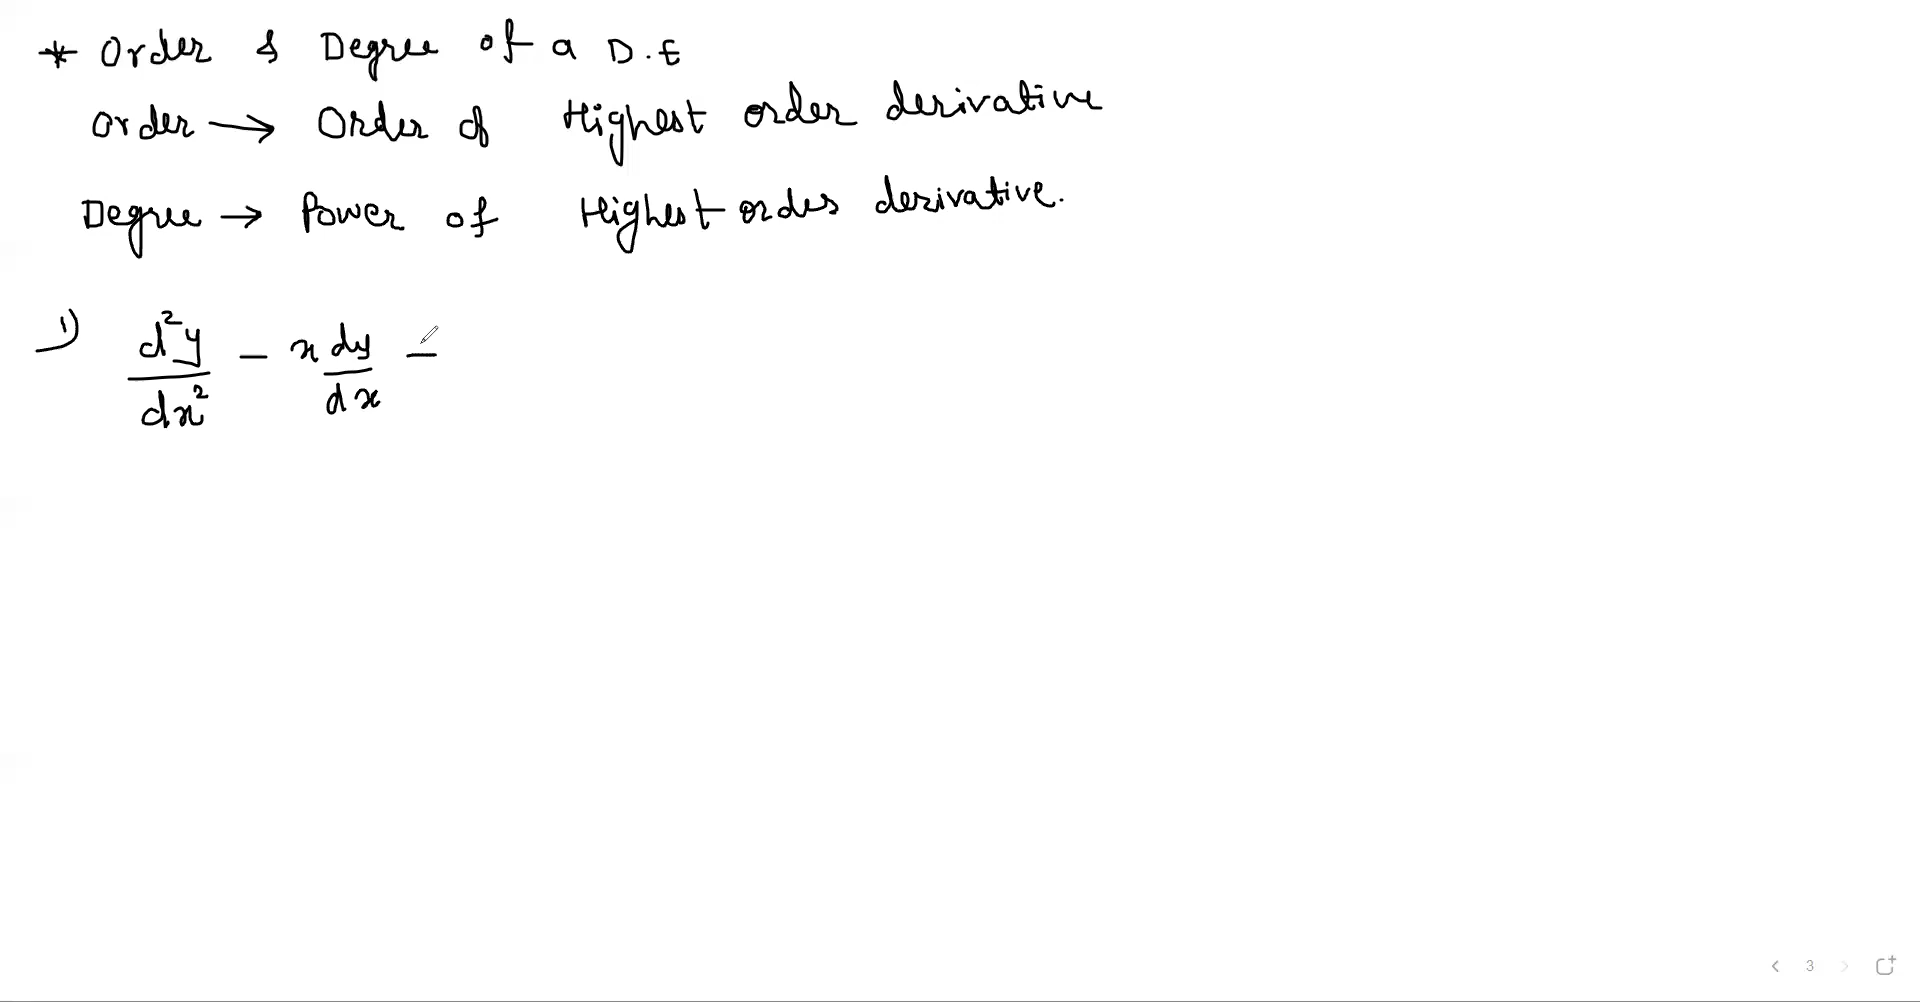 * Order & Degree of a D.E
Order → Order of Highest order derivative
Degree → Power of Highest order derivative.
1) d²y/dx² - x dy/dx -
3